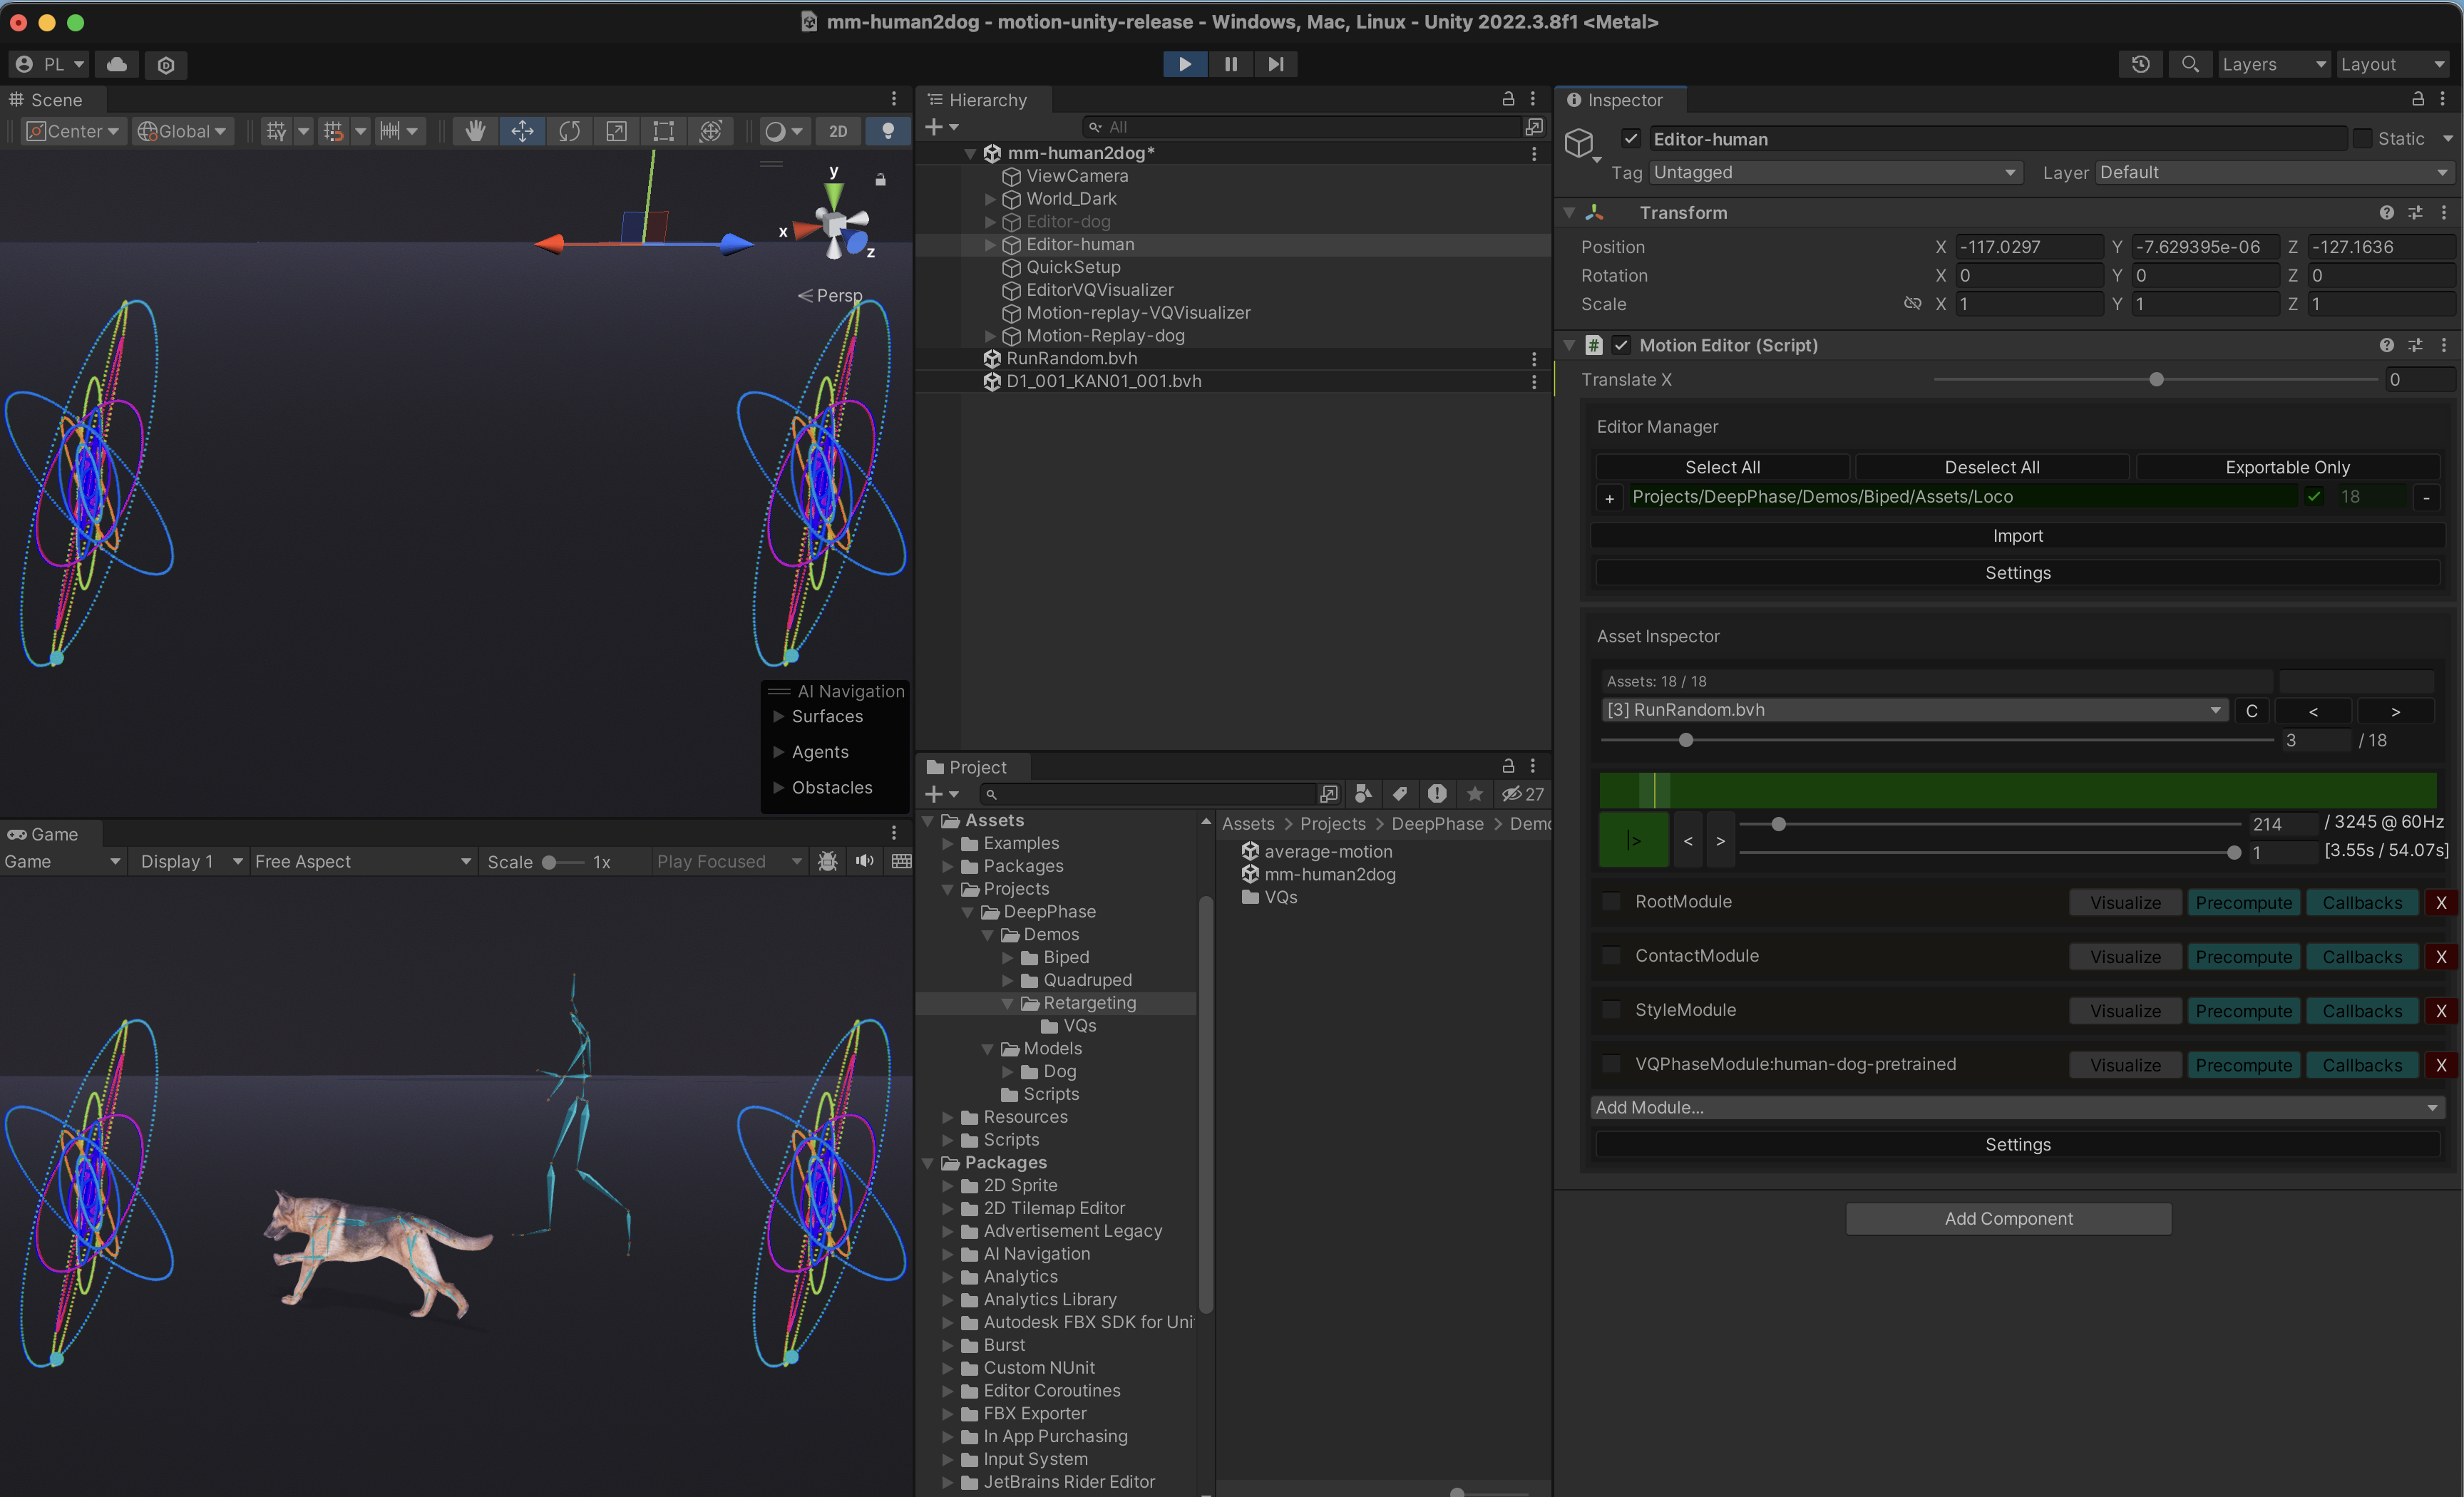 mm-human2dog - motion-unity-release - Windows, Mac, Linux - Unity 2022.3.8f1 <Metal>
PL
Layers
Layout
Scene
Center
Global
2D
y
x
z
Persp
AI Navigation
Surfaces
Agents
Obstacles
Game
Game
Display 1
Free Aspect
Scale
1x
Play Focused
Hierarchy
All
mm-human2dog*
ViewCamera
World_Dark
Editor-dog
Editor-human
QuickSetup
EditorVQVisualizer
Motion-replay-VQVisualizer
Motion-Replay-dog
RunRandom.bvh
D1_001_KAN01_001.bvh
Project
27
Assets
Examples
Packages
Projects
DeepPhase
Demos
Biped
Quadruped
Retargeting
VQs
Models
Dog
Scripts
Resources
Scripts
Packages
2D Sprite
2D Tilemap Editor
Advertisement Legacy
AI Navigation
Analytics
Analytics Library
Autodesk FBX SDK for Uni
Burst
Custom NUnit
Editor Coroutines
FBX Exporter
In App Purchasing
Input System
JetBrains Rider Editor
Assets > Projects > DeepPhase > Demo
average-motion
mm-human2dog
VQs
Inspector
Editor-human
Static
Tag Untagged Layer Default
Transform
Position X -117.0297 Y -7.629395e-06 Z -127.1636
Rotation X 0 Y 0 Z 0
Scale X 1 Y 1 Z 1
# Motion Editor (Script)
Translate X 0
Editor Manager
Select All Deselect All Exportable Only
+ Projects/DeepPhase/Demos/Biped/Assets/Loco 18 -
Import
Settings
Asset Inspector
Assets: 18 / 18
[3] RunRandom.bvh C < >
3 / 18
|> < > 214 / 3245 @ 60Hz
1 [3.55s / 54.07s]
RootModule Visualize Precompute Callbacks X
ContactModule Visualize Precompute Callbacks X
StyleModule Visualize Precompute Callbacks X
VQPhaseModule:human-dog-pretrained Visualize Precompute Callbacks X
Add Module...
Settings
Add Component